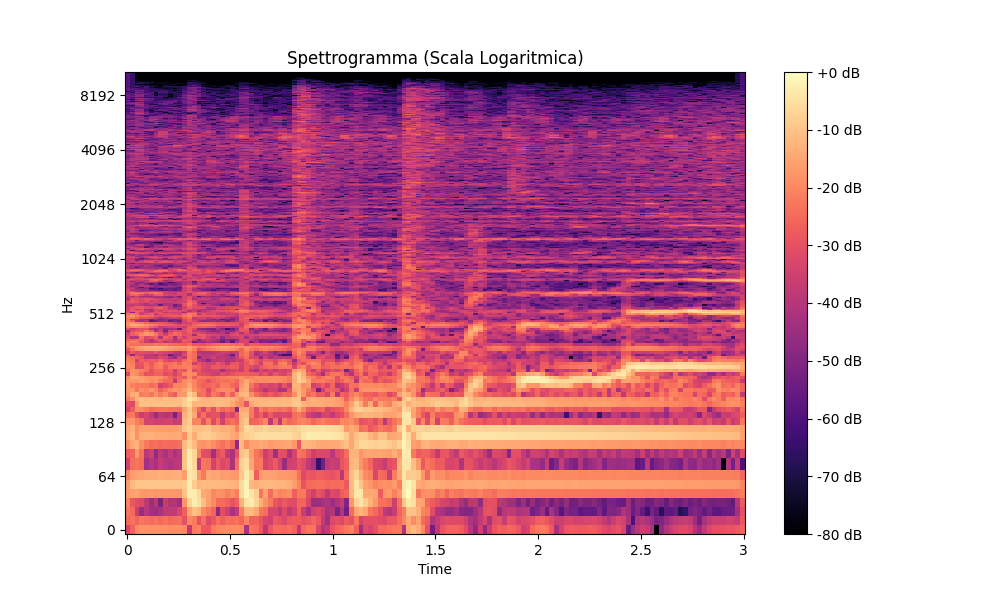 Spettrogramma (Scala Logaritmica)
Hz
8192
4096
2048
1024
512
256
128
64
0
0 0.5 1 1.5 2 2.5 3
Time
+0 dB
-10 dB
-20 dB
-30 dB
-40 dB
-50 dB
-60 dB
-70 dB
-80 dB